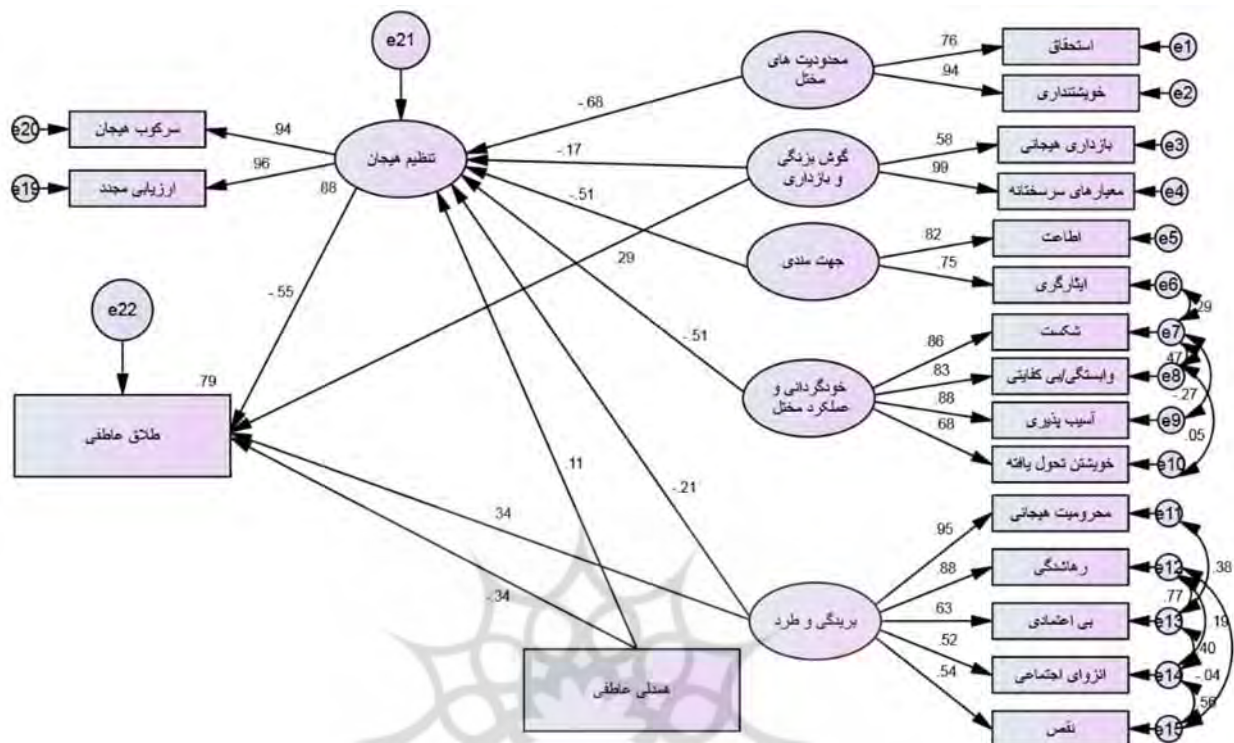 e21
محدودیت های
مختل
.76
استحقاق
e1
.94
خویشتنداری
e2
-.68
e20
سرکوب هیجان
.94
تنظیم هیجان
e19
ارزیابی مجدد
.96
.88
-.17
گوش بزنگی
و بازداری
.58
بازداری هیجانی
e3
.99
معیارهای سرسختانه
e4
-.51
جهت مندی
.82
اطاعت
e5
.75
ایثارگری
e6
.29
e22
-.55
.29
-.51
خودگردانی و
عملکرد مختل
.86
شکست
e7
.83
وابستگی/بی کفایتی
e8
.47
.88
آسیب پذیری
e9
-.27
.68
خویشتن تحول یافته
e10
.05
.79
طلاق عاطفی
.11
-.21
.34
-.34
بریدگی و طرد
.95
محرومیت هیجانی
e11
.38
.88
رهاشدگی
e12
.77
.63
بی اعتمادی
e13
.19
.40
.52
انزوای اجتماعی
e14
-.04
.56
.54
نقص
e15
همدلی عاطفی